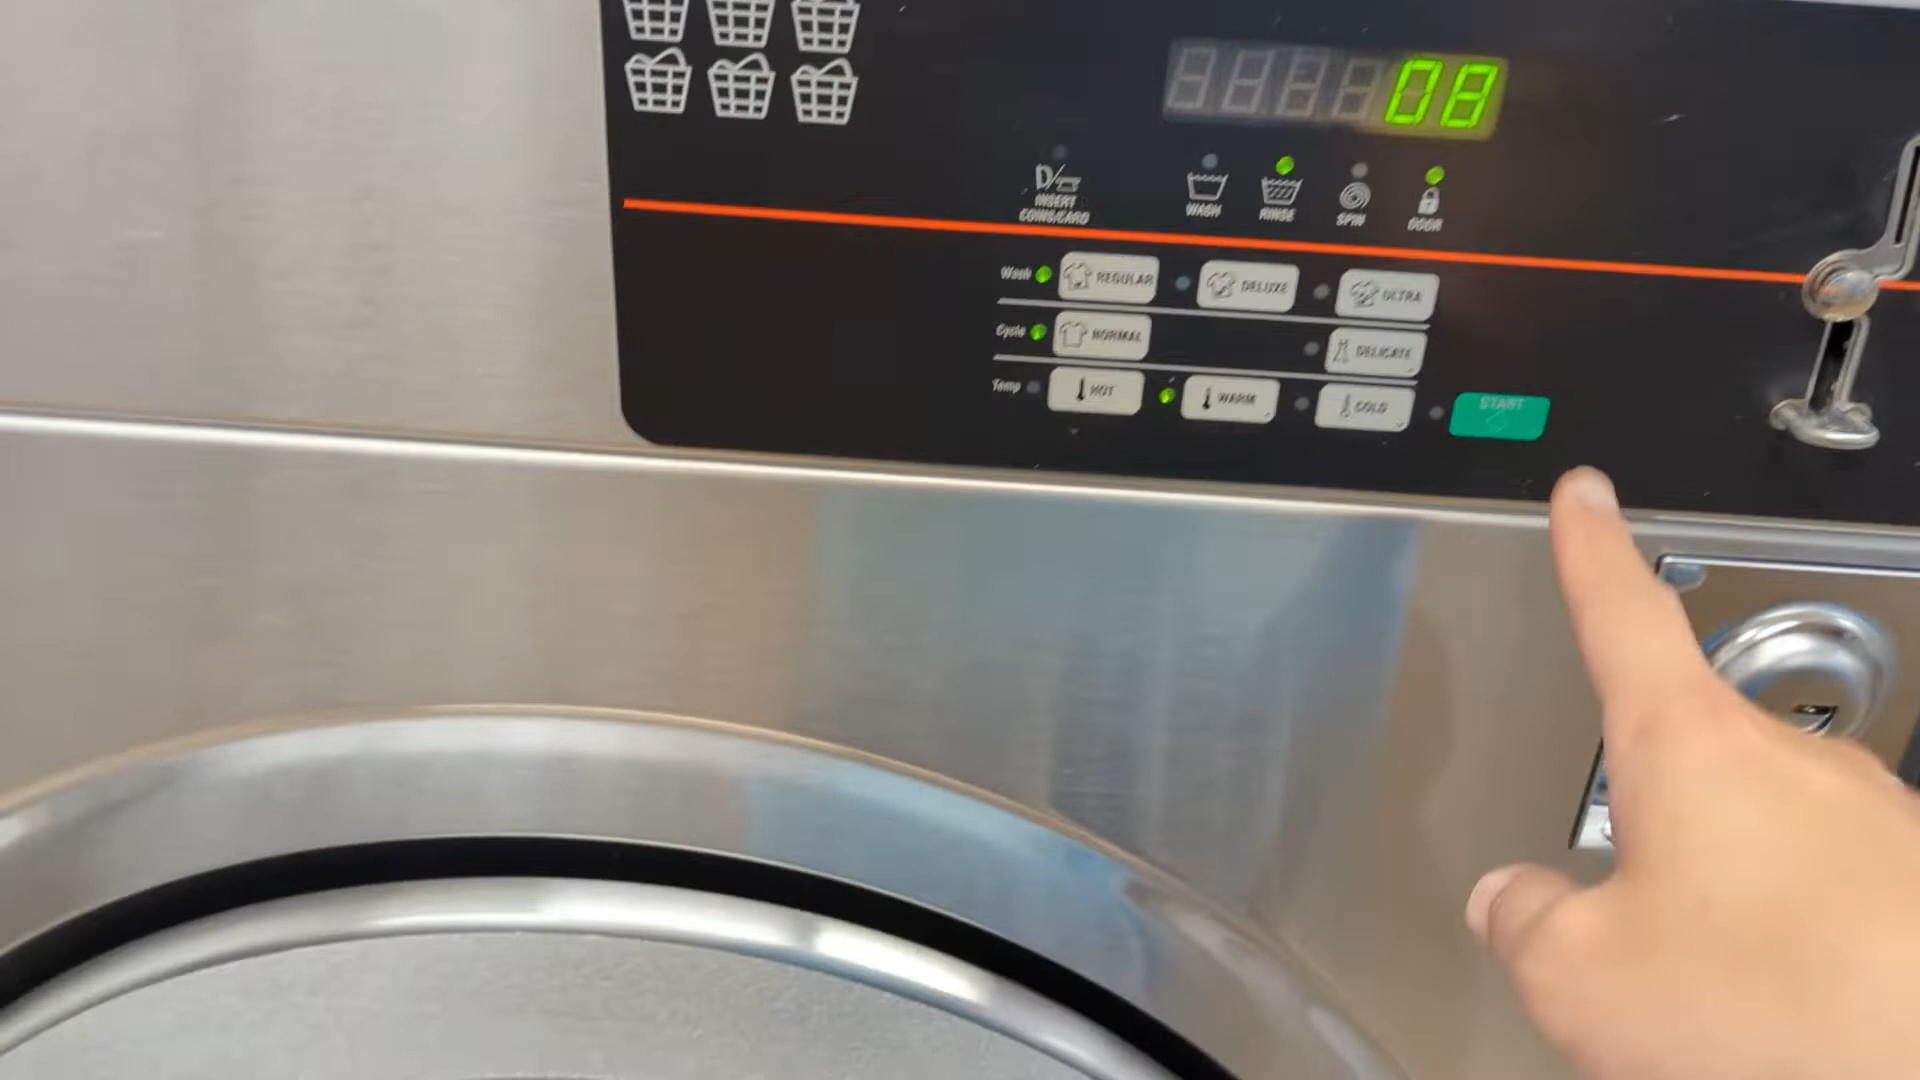 08
INSERT
COINS/CARD
WASH
RINSE
SPIN
DOOR
Wash REGULAR DELUXE ULTRA
Cycle NORMAL DELICATE
Temp HOT WARM COLD START